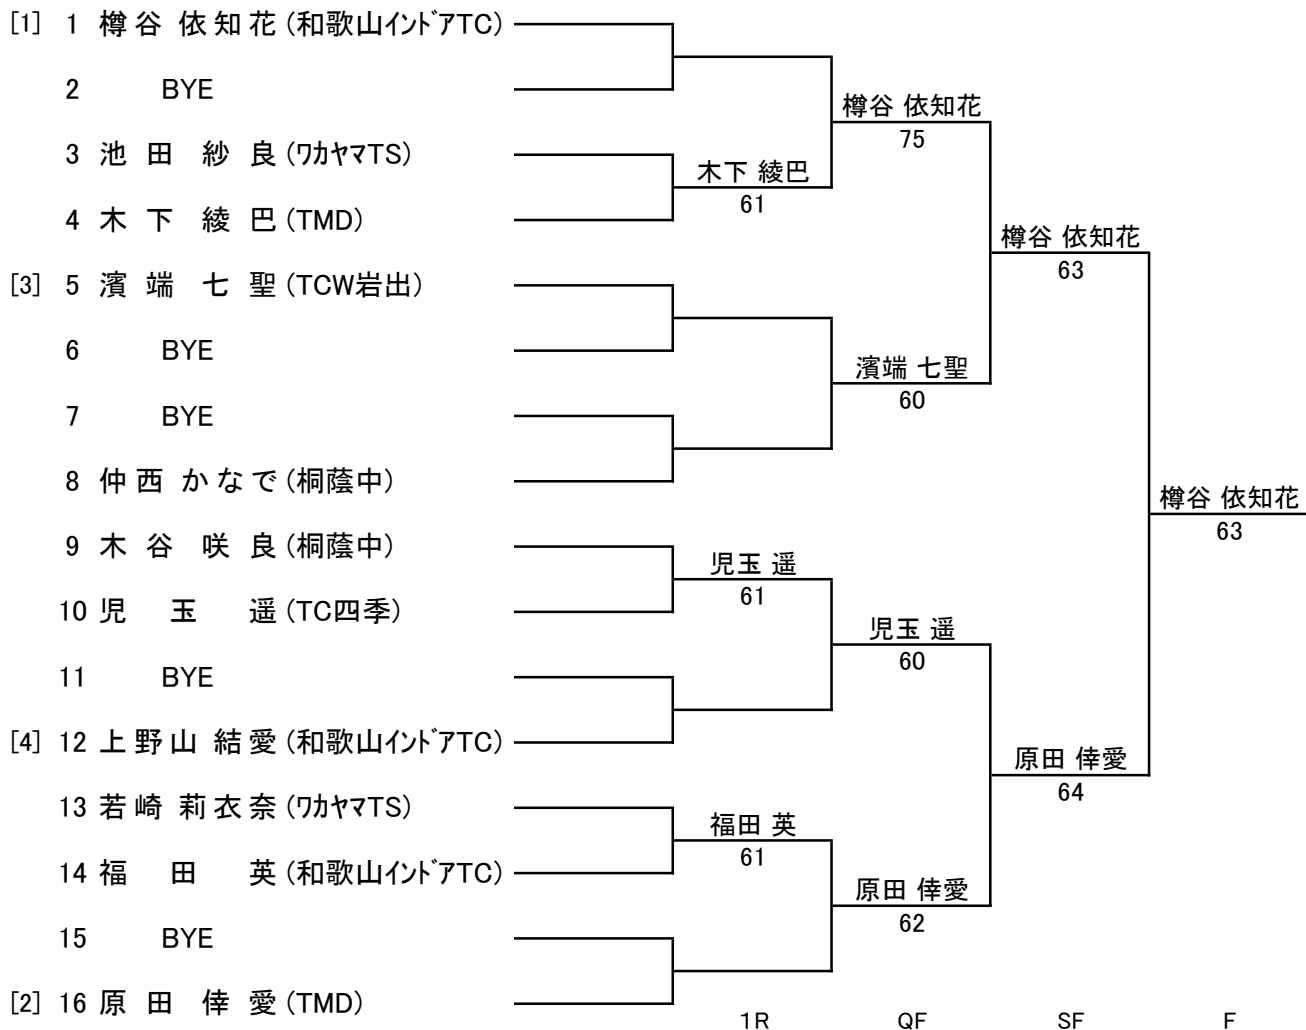 [1] 1 樽谷 依知花 (和歌山インドアTC)
2 BYE
樽谷 依知花
75
3 池田 紗良 (ワカヤマTS)
木下 綾巴
61
4 木下 綾巴 (TMD)
樽谷 依知花
63
[3] 5 濱端 七聖 (TCW岩出)
6 BYE
濱端 七聖
60
7 BYE
8 仲西 かなで (桐蔭中)
樽谷 依知花
63
9 木谷 咲良 (桐蔭中)
児玉 遥
61
10 児玉 遥 (TC四季)
児玉 遥
60
11 BYE
[4] 12 上野山 結愛 (和歌山インドアTC)
原田 倖愛
64
13 若崎 莉衣奈 (ワカヤマTS)
福田 英
61
14 福田 英 (和歌山インドアTC)
原田 倖愛
62
15 BYE
[2] 16 原田 倖愛 (TMD)
1R QF SF F